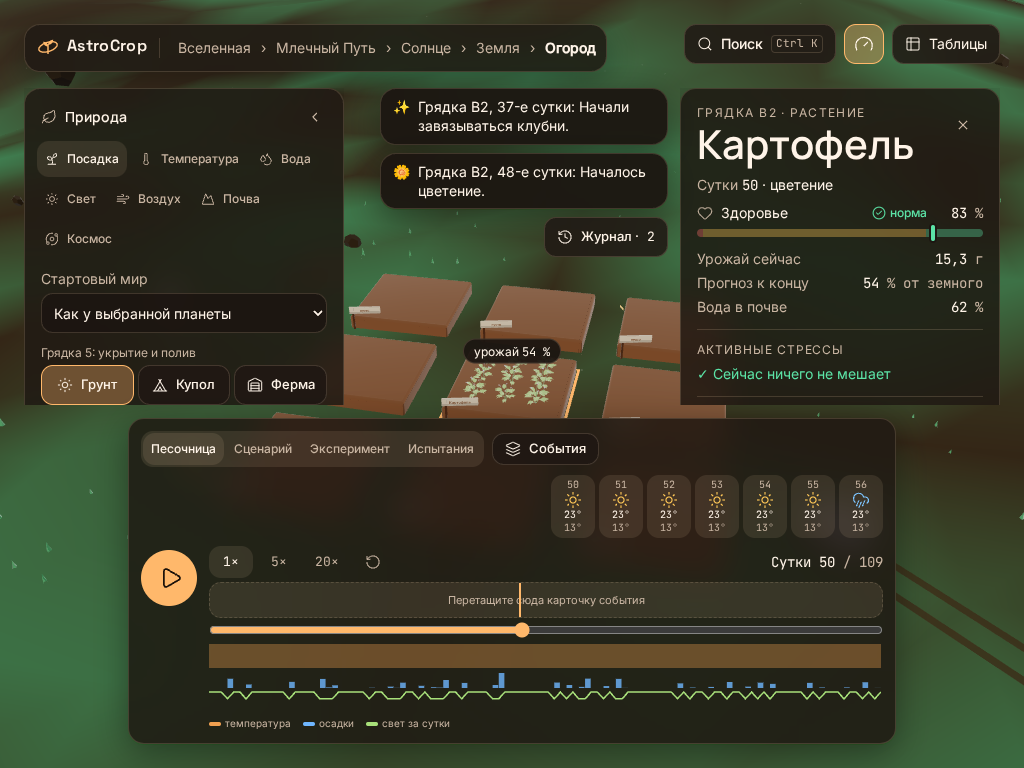 AstroCrop
Вселенная › Млечный Путь › Солнце › Земля › Огород
Поиск Ctrl K
Таблицы
Природа
Посадка Температура Вода
Свет Воздух Почва
Космос
Стартовый мир
Как у выбранной планеты
Грядка 5: укрытие и полив
Грунт Купол Ферма
✨ Грядка B2, 37-е сутки: Начали
завязываться клубни.
🌼 Грядка B2, 48-е сутки: Началось
цветение.
Журнал · 2
урожай 54 %
ГРЯДКА B2 · РАСТЕНИЕ
Картофель
Сутки 50 · цветение
Здоровье норма 83 %
Урожай сейчас 15,3 г
Прогноз к концу 54 % от земного
Вода в почве 62 %
АКТИВНЫЕ СТРЕССЫ
✓ Сейчас ничего не мешает
Песочница Сценарий Эксперимент Испытания События
50 51 52 53 54 55 56
23° 23° 23° 23° 23° 23° 23°
13° 13° 13° 13° 13° 13° 13°
1× 5× 20×
Сутки 50 / 109
Перетащите сюда карточку события
температура осадки свет за сутки